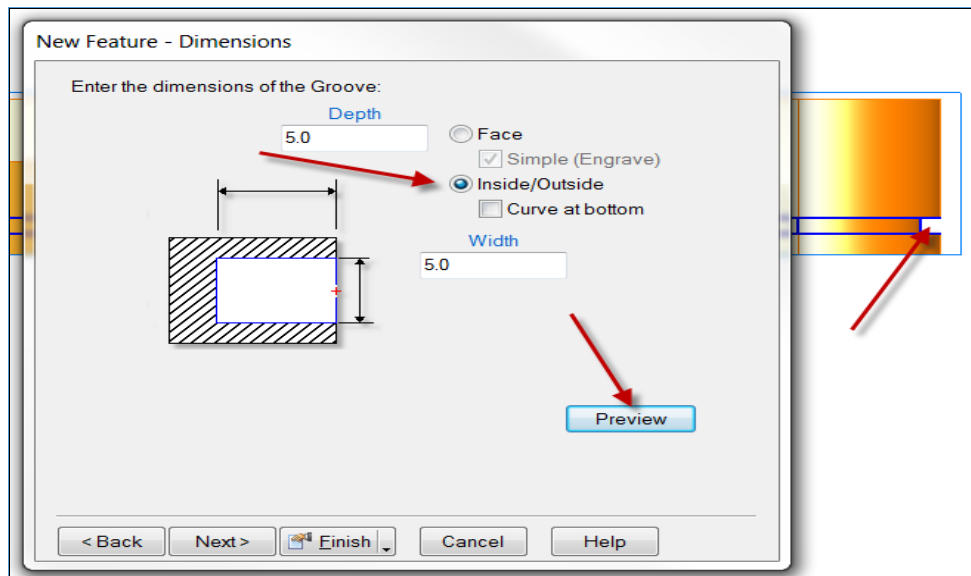 New Feature - Dimensions
Enter the dimensions of the Groove:
Depth
5.0
Face
Simple (Engrave)
Inside/Outside
Curve at bottom
Width
5.0
Preview
< Back
Next >
Finish
Cancel
Help